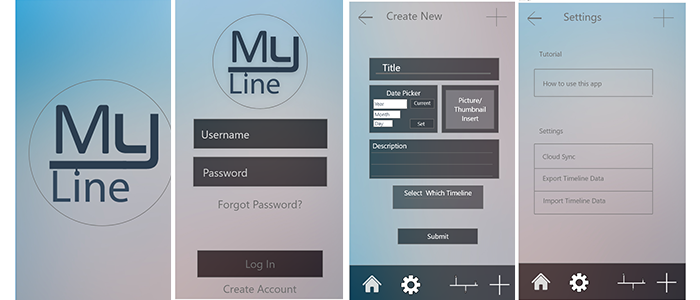 My
Line
My
Line
Username
Password
Forgot Password?
Log In
Create Account
Create New
Title
Date Picker
Year
Current
Month
Day
Set
Picture/
Thumbnail
Insert
Description
Select Which Timeline
Submit
Settings
Tutorial
How to use this app
Settings
Cloud Sync
Export Timeline Data
Import Timeline Data